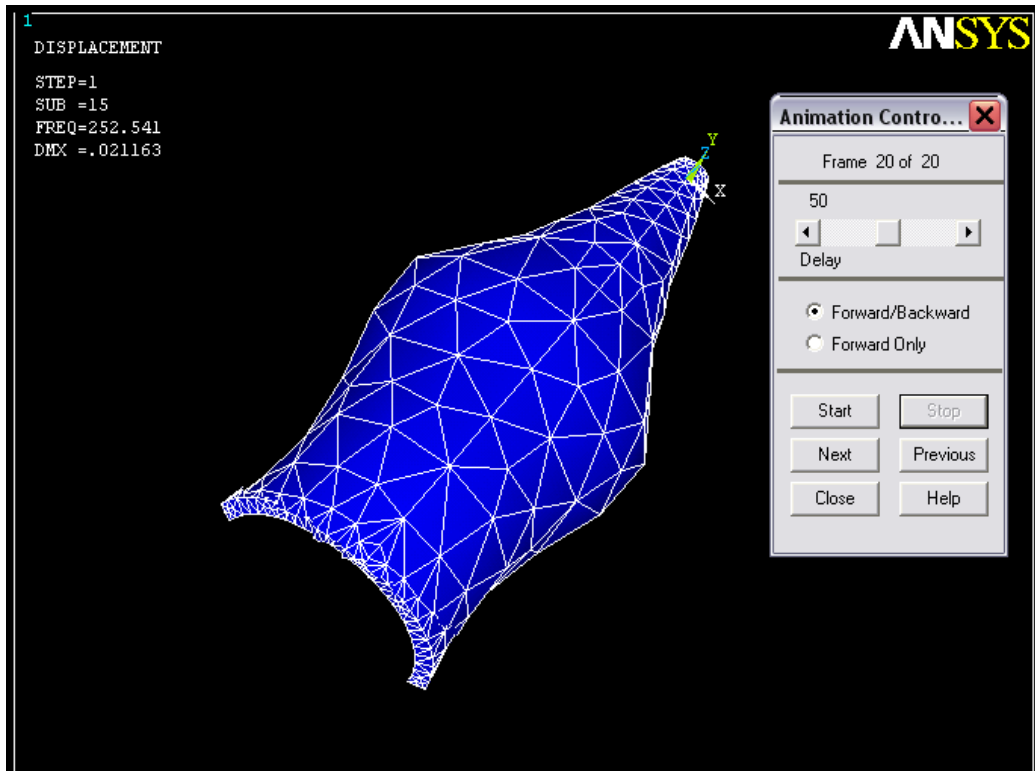 1
DISPLACEMENT
STEP=1
SUB =15
FREQ=252.541
DMX =.021163
ANSYS
Y
Z
X
Animation Contro...
Frame 20 of 20
50
Delay
Forward/Backward
Forward Only
Start Stop
Next Previous
Close Help